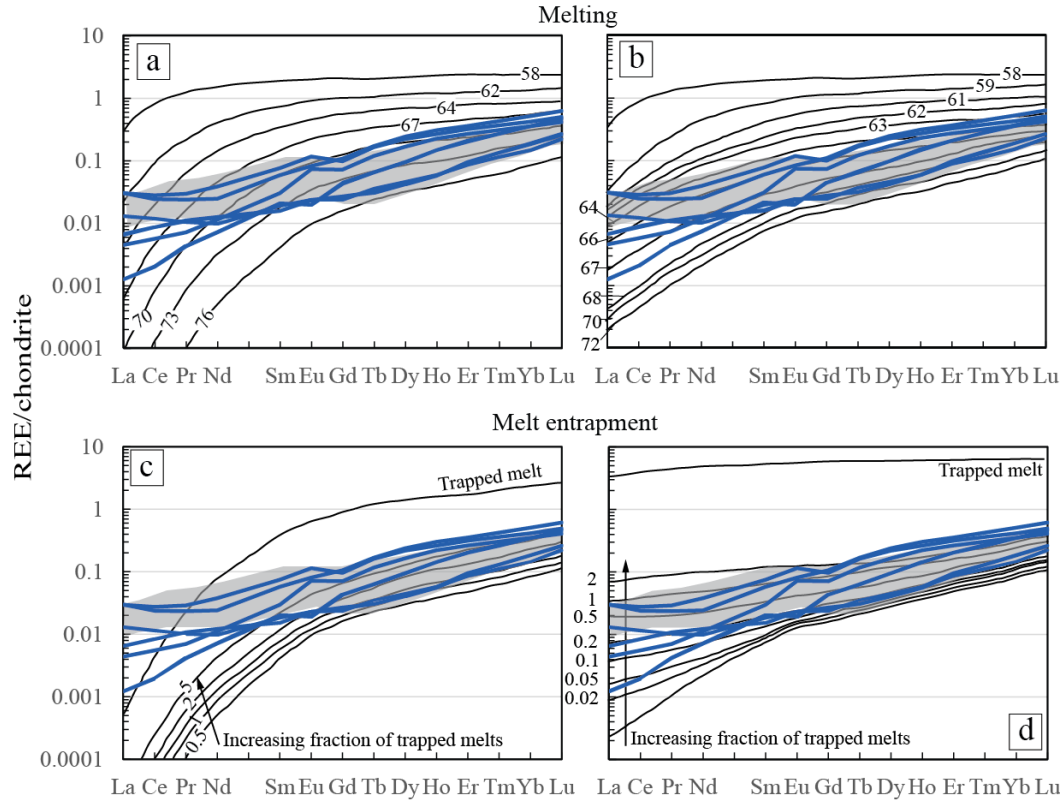 Melting
a
b
10
1
0.1
0.01
0.001
0.0001
58
62
64
67
70
73
76
58
59
61
62
63
64
66
67
68
70
72
La Ce Pr Nd Sm Eu Gd Tb Dy Ho Er Tm Yb Lu
La Ce Pr Nd Sm Eu Gd Tb Dy Ho Er Tm Yb Lu
REE/chondrite
Melt entrapment
c
10
1
0.1
0.01
0.001
0.0001
Trapped melt
Trapped melt
5
2
1
0.5
Increasing fraction of trapped melts
2
1
0.5
0.2
0.1
0.05
0.02
Increasing fraction of trapped melts
d
La Ce Pr Nd Sm Eu Gd Tb Dy Ho Er Tm Yb Lu
La Ce Pr Nd Sm Eu Gd Tb Dy Ho Er Tm Yb Lu